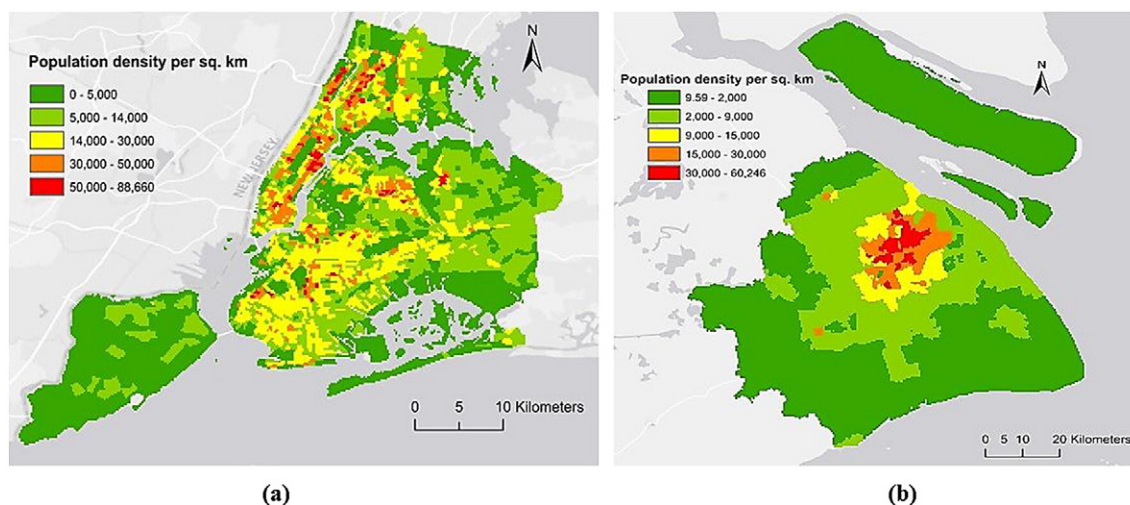 Population density per sq. km
0 - 5,000
5,000 - 14,000
14,000 - 30,000
30,000 - 50,000
50,000 - 88,660
NEW JERSEY
N
0 5 10 Kilometers
(a)
Population density per sq. km
9.59 - 2,000
2,000 - 9,000
9,000 - 15,000
15,000 - 30,000
30,000 - 60,246
N
0 5 10 20 Kilometers
(b)